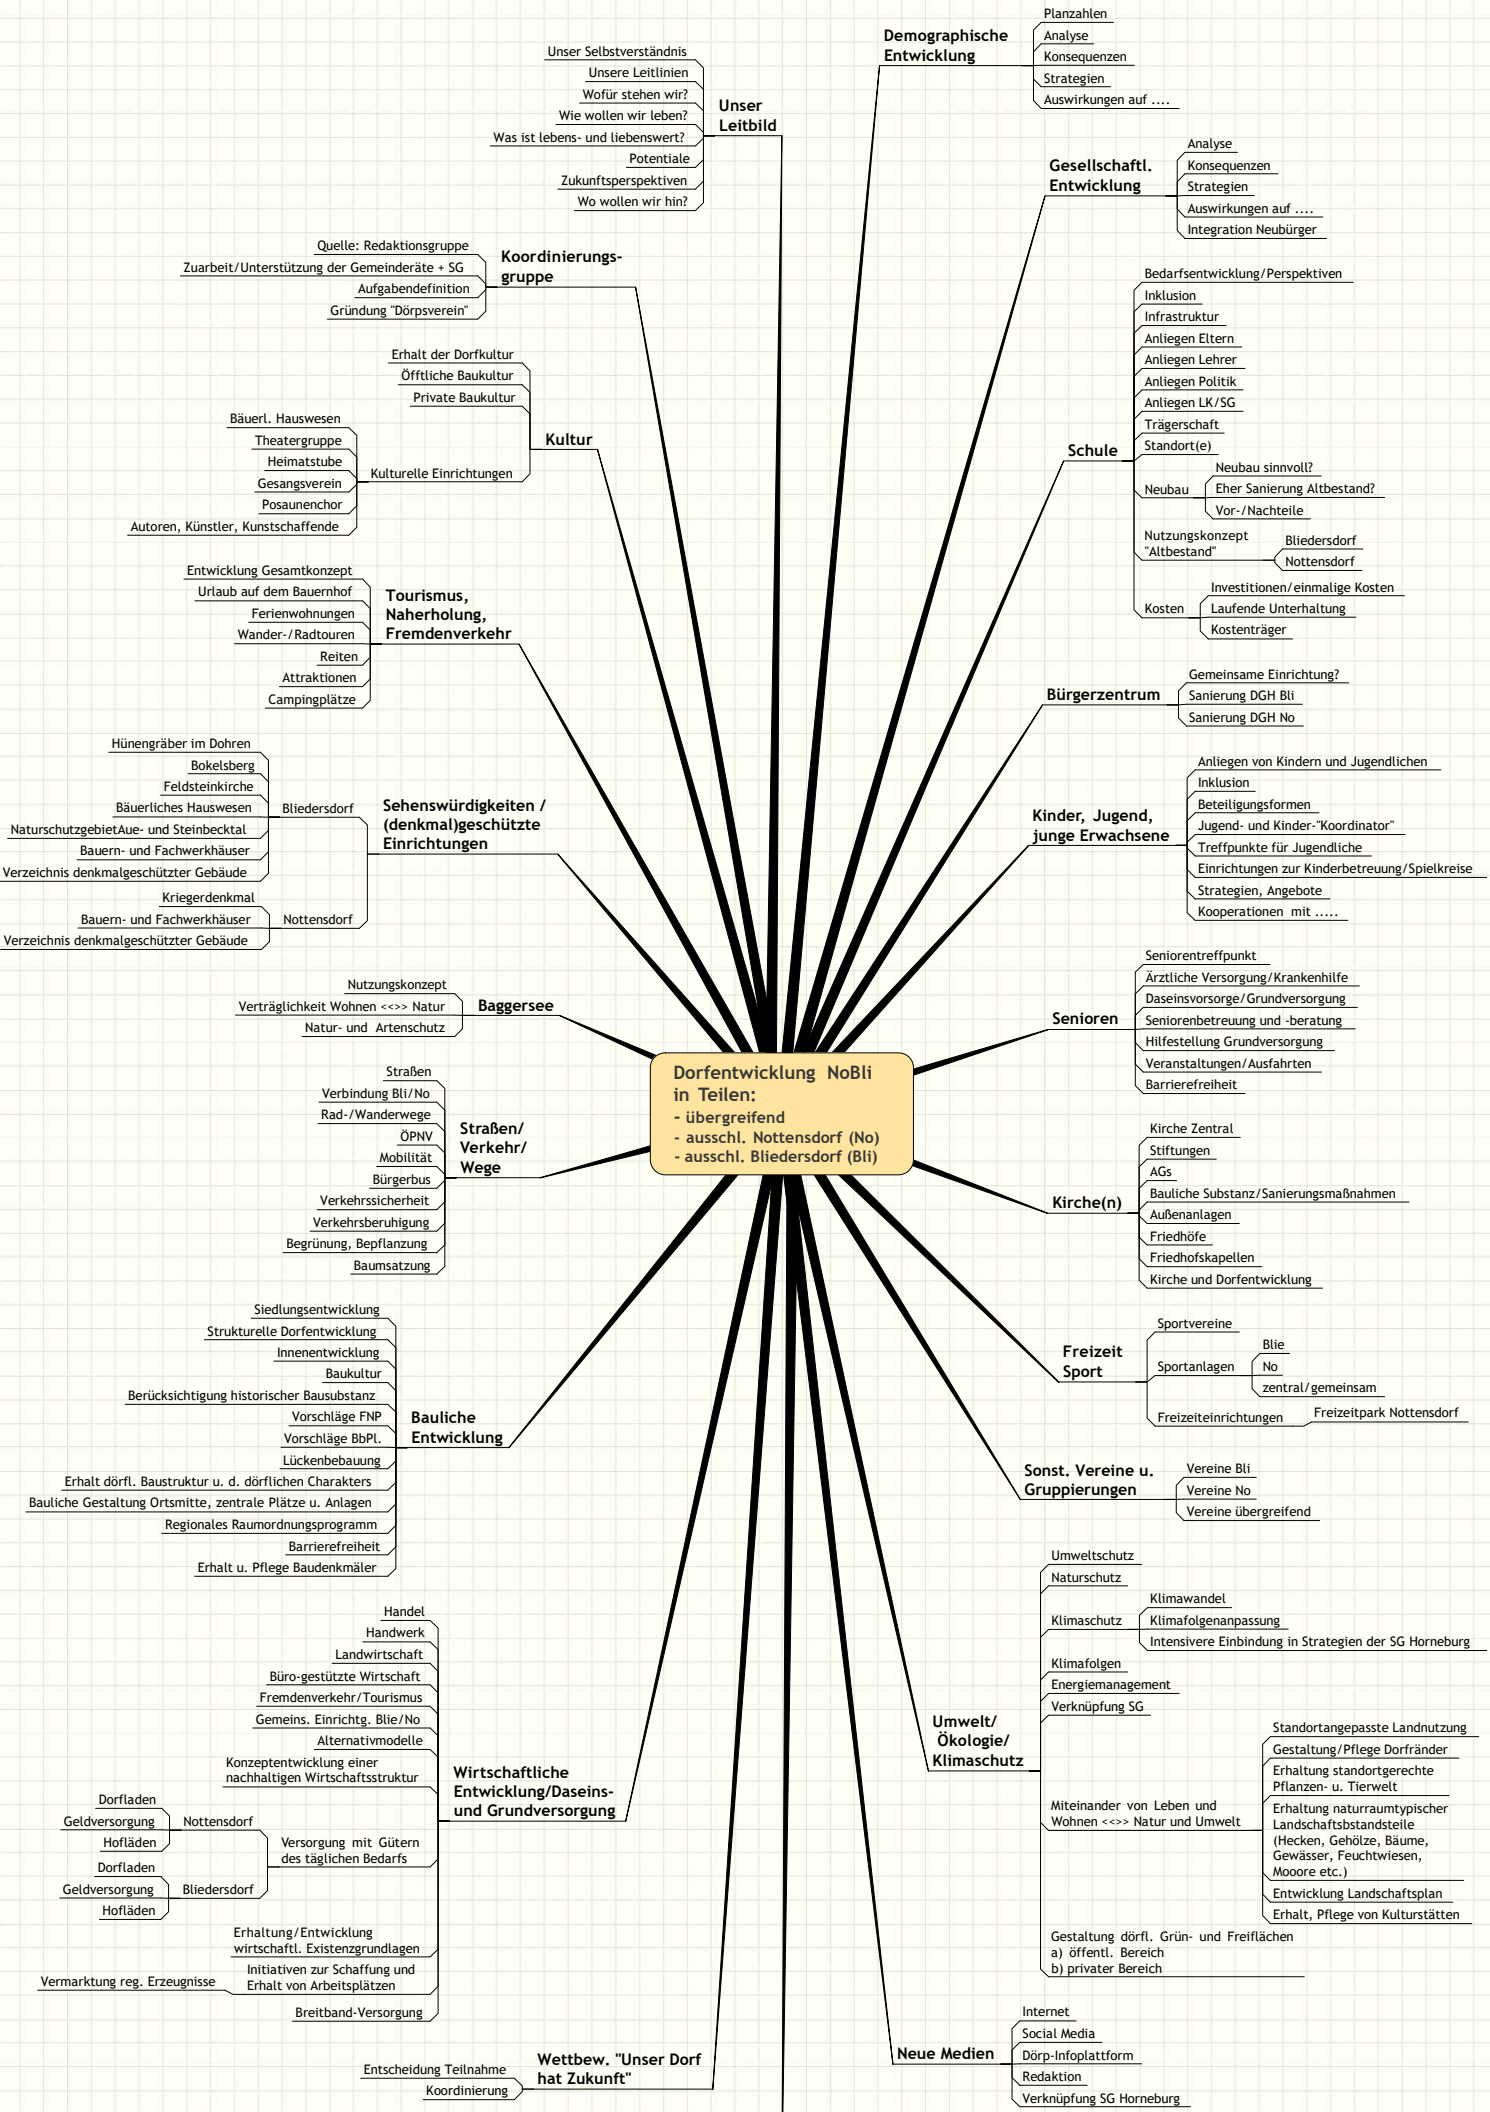 Dorfentwicklung NoBli
in Teilen:
- übergreifend
- ausschl. Nottensdorf (No)
- ausschl. Bliedersdorf (Bli)
Unser
Leitbild
Unser Selbstverständnis
Unsere Leitlinien
Wofür stehen wir?
Wie wollen wir leben?
Was ist lebens- und liebenswert?
Potentiale
Zukunftsperspektiven
Wo wollen wir hin?
Koordinierungs-
gruppe
Quelle: Redaktionsgruppe
Zuarbeit/Unterstützung der Gemeinderäte + SG
Aufgabendefinition
Gründung "Dörpsverein"
Kultur
Erhalt der Dorfkultur
Öfftliche Baukultur
Private Baukultur
Kulturelle Einrichtungen
Bäuerl. Hauswesen
Theatergruppe
Heimatstube
Gesangsverein
Posaunenchor
Autoren, Künstler, Kunstschaffende
Tourismus,
Naherholung,
Fremdenverkehr
Entwicklung Gesamtkonzept
Urlaub auf dem Bauernhof
Ferienwohnungen
Wander-/Radtouren
Reiten
Attraktionen
Campingplätze
Sehenswürdigkeiten /
(denkmal)geschützte
Einrichtungen
Bliedersdorf
Hünengräber im Dohren
Bokelsberg
Feldsteinkirche
Bäuerliches Hauswesen
NaturschutzgebietAue- und Steinbecktal
Bauern- und Fachwerkhäuser
Verzeichnis denkmalgeschützter Gebäude
Nottensdorf
Kriegerdenkmal
Bauern- und Fachwerkhäuser
Verzeichnis denkmalgeschützter Gebäude
Baggersee
Nutzungskonzept
Verträglichkeit Wohnen <<>> Natur
Natur- und Artenschutz
Straßen/
Verkehr/
Wege
Straßen
Verbindung Bli/No
Rad-/Wanderwege
ÖPNV
Mobilität
Bürgerbus
Verkehrssicherheit
Verkehrsberuhigung
Begrünung, Bepflanzung
Baumsatzung
Bauliche
Entwicklung
Siedlungsentwicklung
Strukturelle Dorfentwicklung
Innenentwicklung
Baukultur
Berücksichtigung historischer Bausubstanz
Vorschläge FNP
Vorschläge BbPl.
Lückenbebauung
Erhalt dörfl. Baustruktur u. d. dörflichen Charakters
Bauliche Gestaltung Ortsmitte, zentrale Plätze u. Anlagen
Regionales Raumordnungsprogramm
Barrierefreiheit
Erhalt u. Pflege Baudenkmäler
Wirtschaftliche
Entwicklung/Daseins-
und Grundversorgung
Handel
Handwerk
Landwirtschaft
Büro-gestützte Wirtschaft
Fremdenverkehr/Tourismus
Gemeins. Einrichtg. Blie/No
Alternativmodelle
Konzeptentwicklung einer
nachhaltigen Wirtschaftsstruktur
Versorgung mit Gütern
des täglichen Bedarfs
Nottensdorf
Dorfladen
Geldversorgung
Hofläden
Bliedersdorf
Dorfladen
Geldversorgung
Hofläden
Erhaltung/Entwicklung
wirtschaftl. Existenzgrundlagen
Initiativen zur Schaffung und
Erhalt von Arbeitsplätzen
Vermarktung reg. Erzeugnisse
Breitband-Versorgung
Wettbew. "Unser Dorf
hat Zukunft"
Entscheidung Teilnahme
Koordinierung
Demographische
Entwicklung
Planzahlen
Analyse
Konsequenzen
Strategien
Auswirkungen auf ....
Gesellschaftl.
Entwicklung
Analyse
Konsequenzen
Strategien
Auswirkungen auf ....
Integration Neubürger
Schule
Bedarfsentwicklung/Perspektiven
Inklusion
Infrastruktur
Anliegen Eltern
Anliegen Lehrer
Anliegen Politik
Anliegen LK/SG
Trägerschaft
Standort(e)
Neubau
Neubau sinnvoll?
Eher Sanierung Altbestand?
Vor-/Nachteile
Nutzungskonzept
"Altbestand"
Bliedersdorf
Nottensdorf
Kosten
Investitionen/einmalige Kosten
Laufende Unterhaltung
Kostenträger
Bürgerzentrum
Gemeinsame Einrichtung?
Sanierung DGH Bli
Sanierung DGH No
Kinder, Jugend,
junge Erwachsene
Anliegen von Kindern und Jugendlichen
Inklusion
Beteiligungsformen
Jugend- und Kinder-"Koordinator"
Treffpunkte für Jugendliche
Einrichtungen zur Kinderbetreuung/Spielkreise
Strategien, Angebote
Kooperationen mit .....
Senioren
Seniorentreffpunkt
Ärztliche Versorgung/Krankenhilfe
Daseinsvorsorge/Grundversorgung
Seniorenbetreuung und -beratung
Hilfestellung Grundversorgung
Veranstaltungen/Ausfahrten
Barrierefreiheit
Kirche(n)
Kirche Zentral
Stiftungen
AGs
Bauliche Substanz/Sanierungsmaßnahmen
Außenanlagen
Friedhöfe
Friedhofskapellen
Kirche und Dorfentwicklung
Freizeit
Sport
Sportvereine
Sportanlagen
Blie
No
zentral/gemeinsam
Freizeiteinrichtungen
Freizeitpark Nottensdorf
Sonst. Vereine u.
Gruppierungen
Vereine Bli
Vereine No
Vereine übergreifend
Umwelt/
Ökologie/
Klimaschutz
Umweltschutz
Naturschutz
Klimaschutz
Klimawandel
Klimafolgenanpassung
Intensivere Einbindung in Strategien der SG Horneburg
Klimafolgen
Energiemanagement
Verknüpfung SG
Miteinander von Leben und
Wohnen <<>> Natur und Umwelt
Standortangepasste Landnutzung
Gestaltung/Pflege Dorfränder
Erhaltung standortgerechte
Pflanzen- u. Tierwelt
Erhaltung naturraumtypischer
Landschaftsbstandsteile
(Hecken, Gehölze, Bäume,
Gewässer, Feuchtwiesen,
Mooore etc.)
Entwicklung Landschaftsplan
Erhalt, Pflege von Kulturstätten
Gestaltung dörfl. Grün- und Freiflächen
a) öffentl. Bereich
b) privater Bereich
Neue Medien
Internet
Social Media
Dörp-Infoplattform
Redaktion
Verknüpfung SG Horneburg